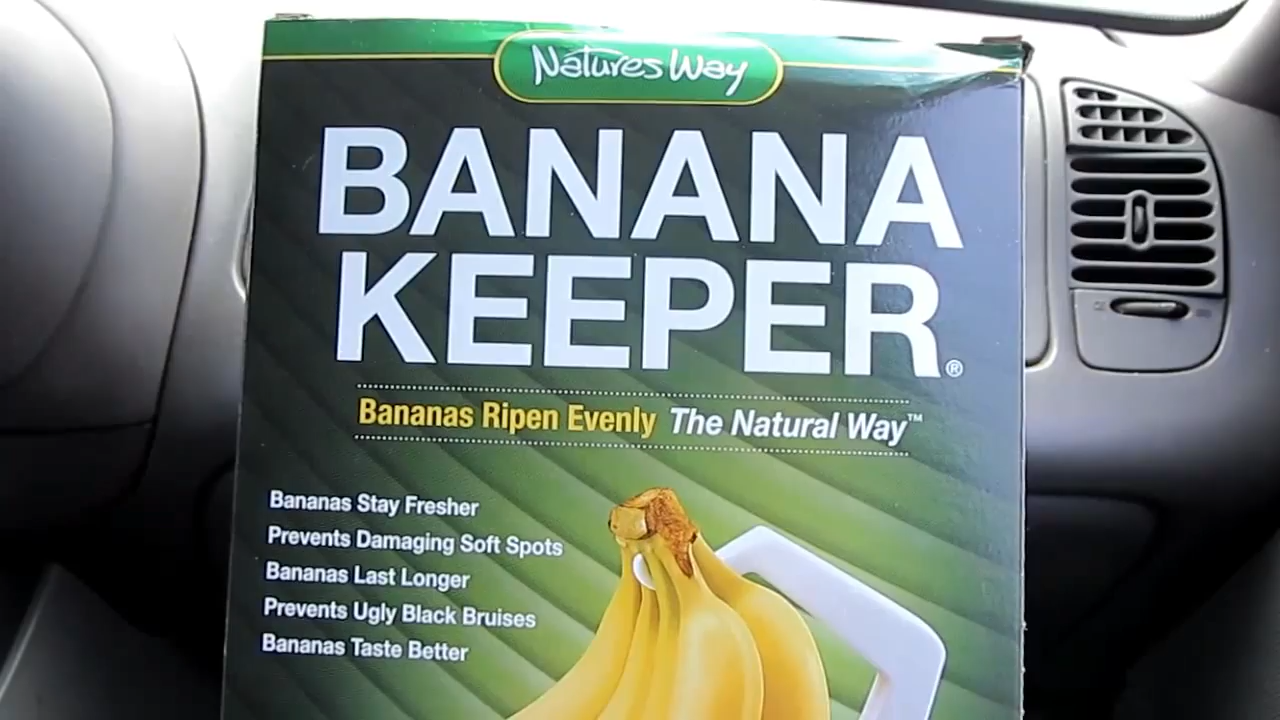 Natures Way
BANANA
KEEPER®
Bananas Ripen Evenly The Natural Way™
Bananas Stay Fresher
Prevents Damaging Soft Spots
Bananas Last Longer
Prevents Ugly Black Bruises
Bananas Taste Better